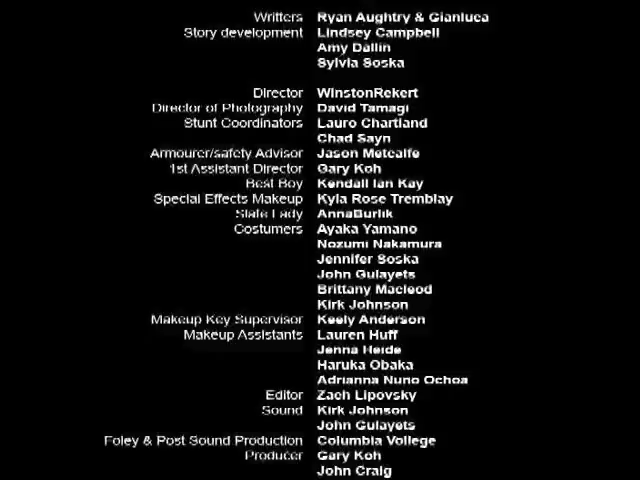 Writters Ryan Aughtry & Gianluca
Story development Lindsey Campbell
Amy Dallin
Sylvia Soska
Director WinstonRekert
Director of Photography David Tamagi
Stunt Coordinators Lauro Chartland
Chad Sayn
Armourer/safety Advisor Jason Metcalfe
1st Assistant Director Gary Koh
Best Boy Kendall Ian Kay
Special Effects Makeup Kyla Rose Tremblay
Slate Lady AnnaBurlik
Costumers Ayaka Yamano
Nozumi Nakamura
Jennifer Soska
John Gulayets
Brittany Macleod
Kirk Johnson
Makeup Key Supervisor Keely Anderson
Makeup Assistants Lauren Huff
Jenna Heide
Haruka Obaka
Adrianna Nuno Ochoa
Editor Zach Lipovsky
Sound Kirk Johnson
John Gulayets
Foley & Post Sound Production Columbia Vollege
Producer Gary Koh
John Craig